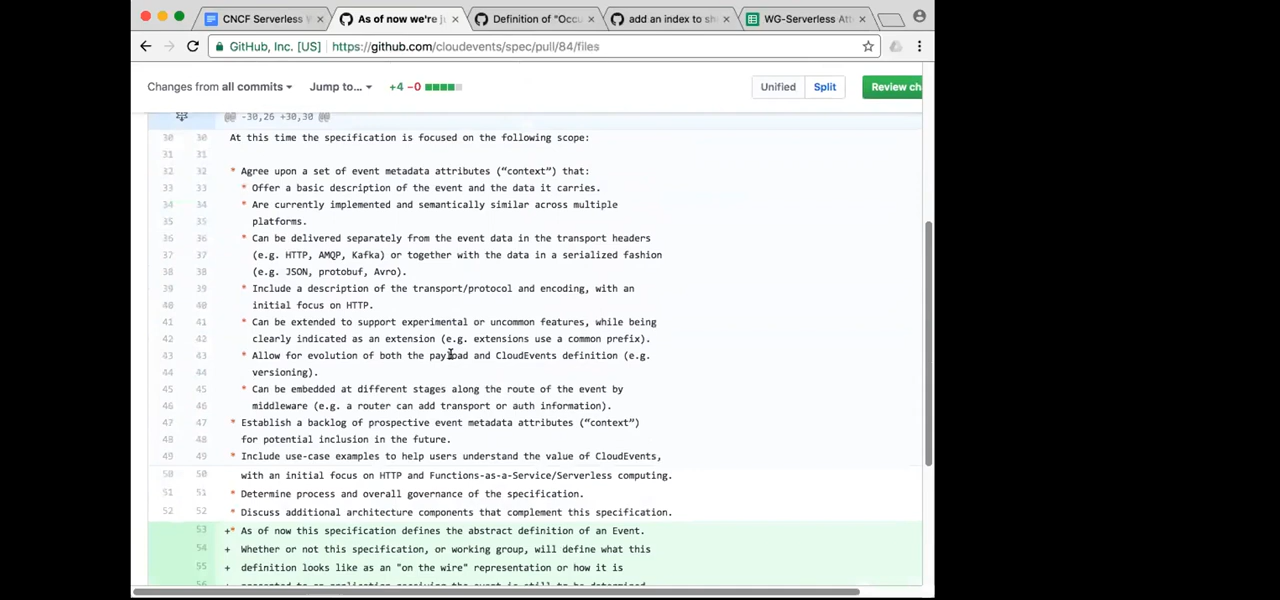 CNCF Serverless W
As of now we're j
Definition of "Occu
add an index to sh
WG-Serverless Att
GitHub, Inc. [US] https://github.com/cloudevents/spec/pull/84/files
Changes from all commits Jump to... +4 −0 Unified Split Review ch
@@ -30,26 +30,30 @@
30 30 At this time the specification is focused on the following scope:
31 31
32 32 * Agree upon a set of event metadata attributes (“context”) that:
33 33 * Offer a basic description of the event and the data it carries.
34 34 * Are currently implemented and semantically similar across multiple
35 35 platforms.
36 36 * Can be delivered separately from the event data in the transport headers
37 37 (e.g. HTTP, AMQP, Kafka) or together with the data in a serialized fashion
38 38 (e.g. JSON, protobuf, Avro).
39 39 * Include a description of the transport/protocol and encoding, with an
40 40 initial focus on HTTP.
41 41 * Can be extended to support experimental or uncommon features, while being
42 42 clearly indicated as an extension (e.g. extensions use a common prefix).
43 43 * Allow for evolution of both the payload and CloudEvents definition (e.g.
44 44 versioning).
45 45 * Can be embedded at different stages along the route of the event by
46 46 middleware (e.g. a router can add transport or auth information).
47 47 * Establish a backlog of prospective event metadata attributes (“context”)
48 48 for potential inclusion in the future.
49 49 * Include use-case examples to help users understand the value of CloudEvents,
50 50 with an initial focus on HTTP and Functions-as-a-Service/Serverless computing.
51 51 * Determine process and overall governance of the specification.
52 52 * Discuss additional architecture components that complement this specification.
53 +* As of now this specification defines the abstract definition of an Event.
54 + Whether or not this specification, or working group, will define what this
55 + definition looks like as an "on the wire" representation or how it is
56 + presented to an application receiving the event is still to be determined